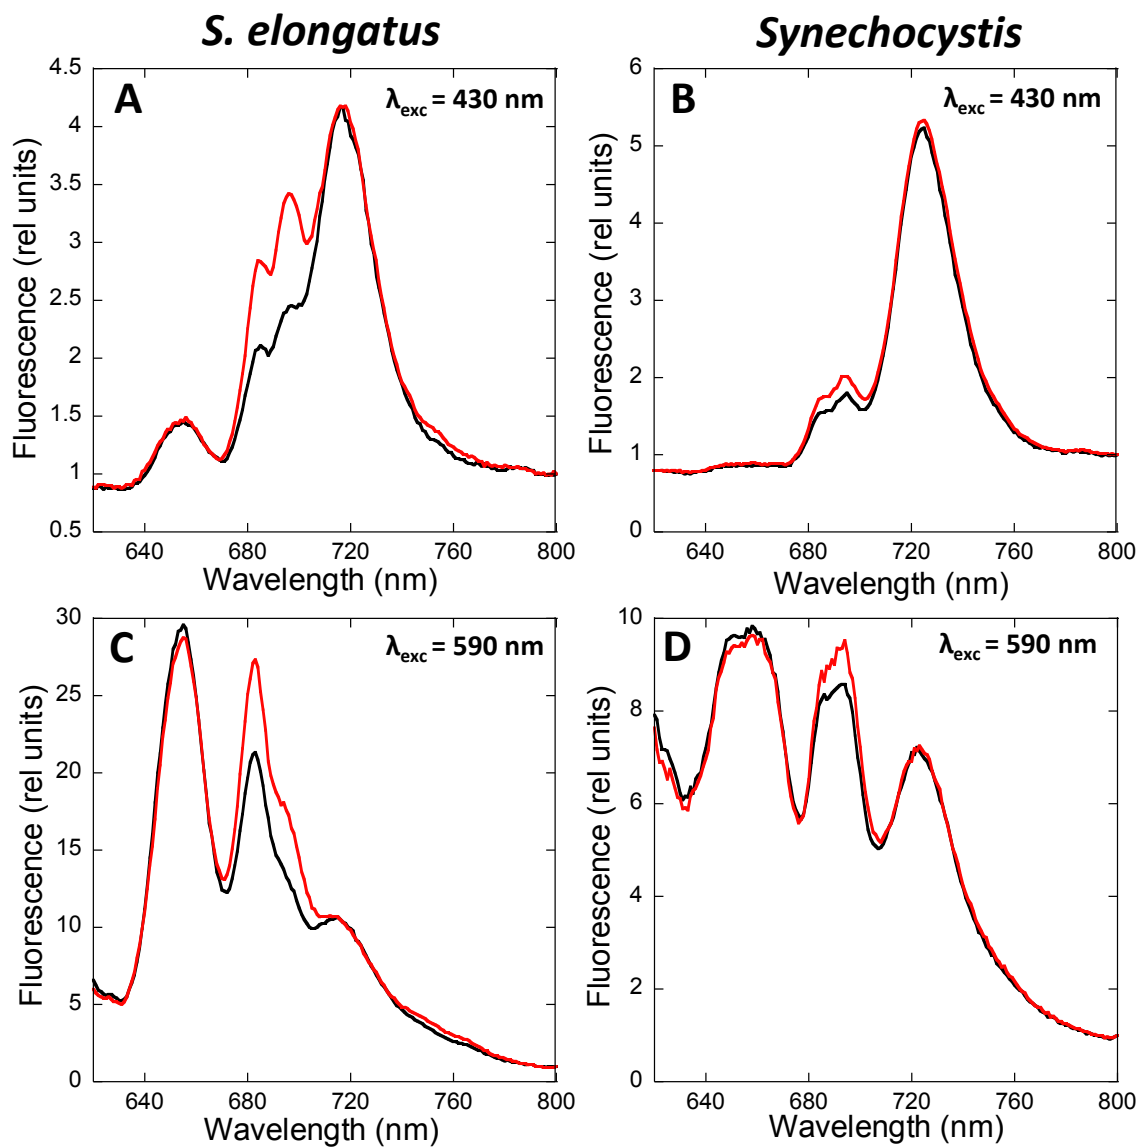 S. elongatus
Synechocystis
A
λexc = 430 nm
4.5
4
3.5
3
2.5
2
1.5
1
0.5
Fluorescence (rel units)
640 680 720 760 800
Wavelength (nm)
B
λexc = 430 nm
6
5
4
3
2
1
0
Fluorescence (rel units)
640 680 720 760 800
Wavelength (nm)
C
λexc = 590 nm
30
25
20
15
10
5
0
Fluorescence (rel units)
640 680 720 760 800
Wavelength (nm)
D
λexc = 590 nm
10
8
6
4
2
0
Fluorescence (rel units)
640 680 720 760 800
Wavelength (nm)